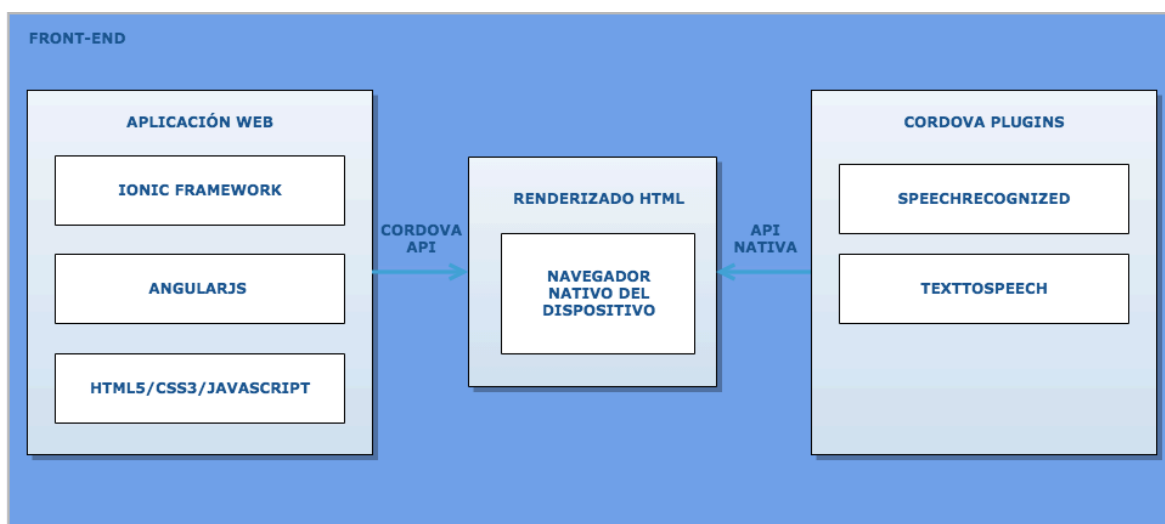 FRONT-END
APLICACIÓN WEB
IONIC FRAMEWORK
ANGULARJS
HTML5/CSS3/JAVASCRIPT
CORDOVA
API
RENDERIZADO HTML
NAVEGADOR
NATIVO DEL
DISPOSITIVO
API
NATIVA
CORDOVA PLUGINS
SPEECHRECOGNIZED
TEXTTOSPEECH